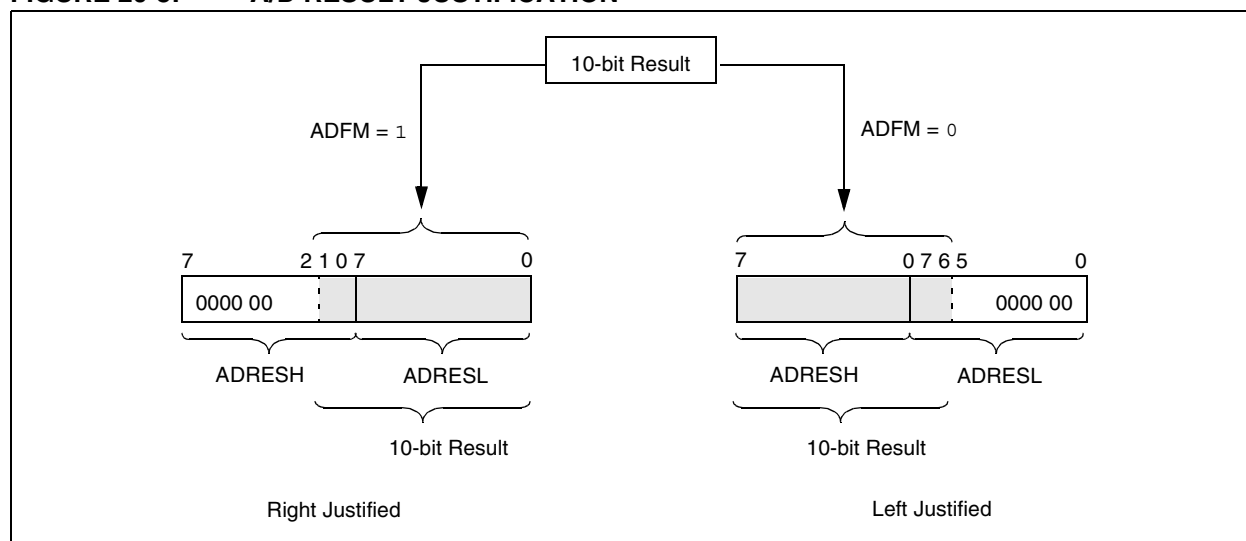 10-bit Result
ADFM = 1
ADFM = 0
7 2 1 0 7 0
7 0 7 6 5 0
0000 00
0000 00
ADRESH ADRESL
ADRESH ADRESL
10-bit Result
10-bit Result
Right Justified
Left Justified